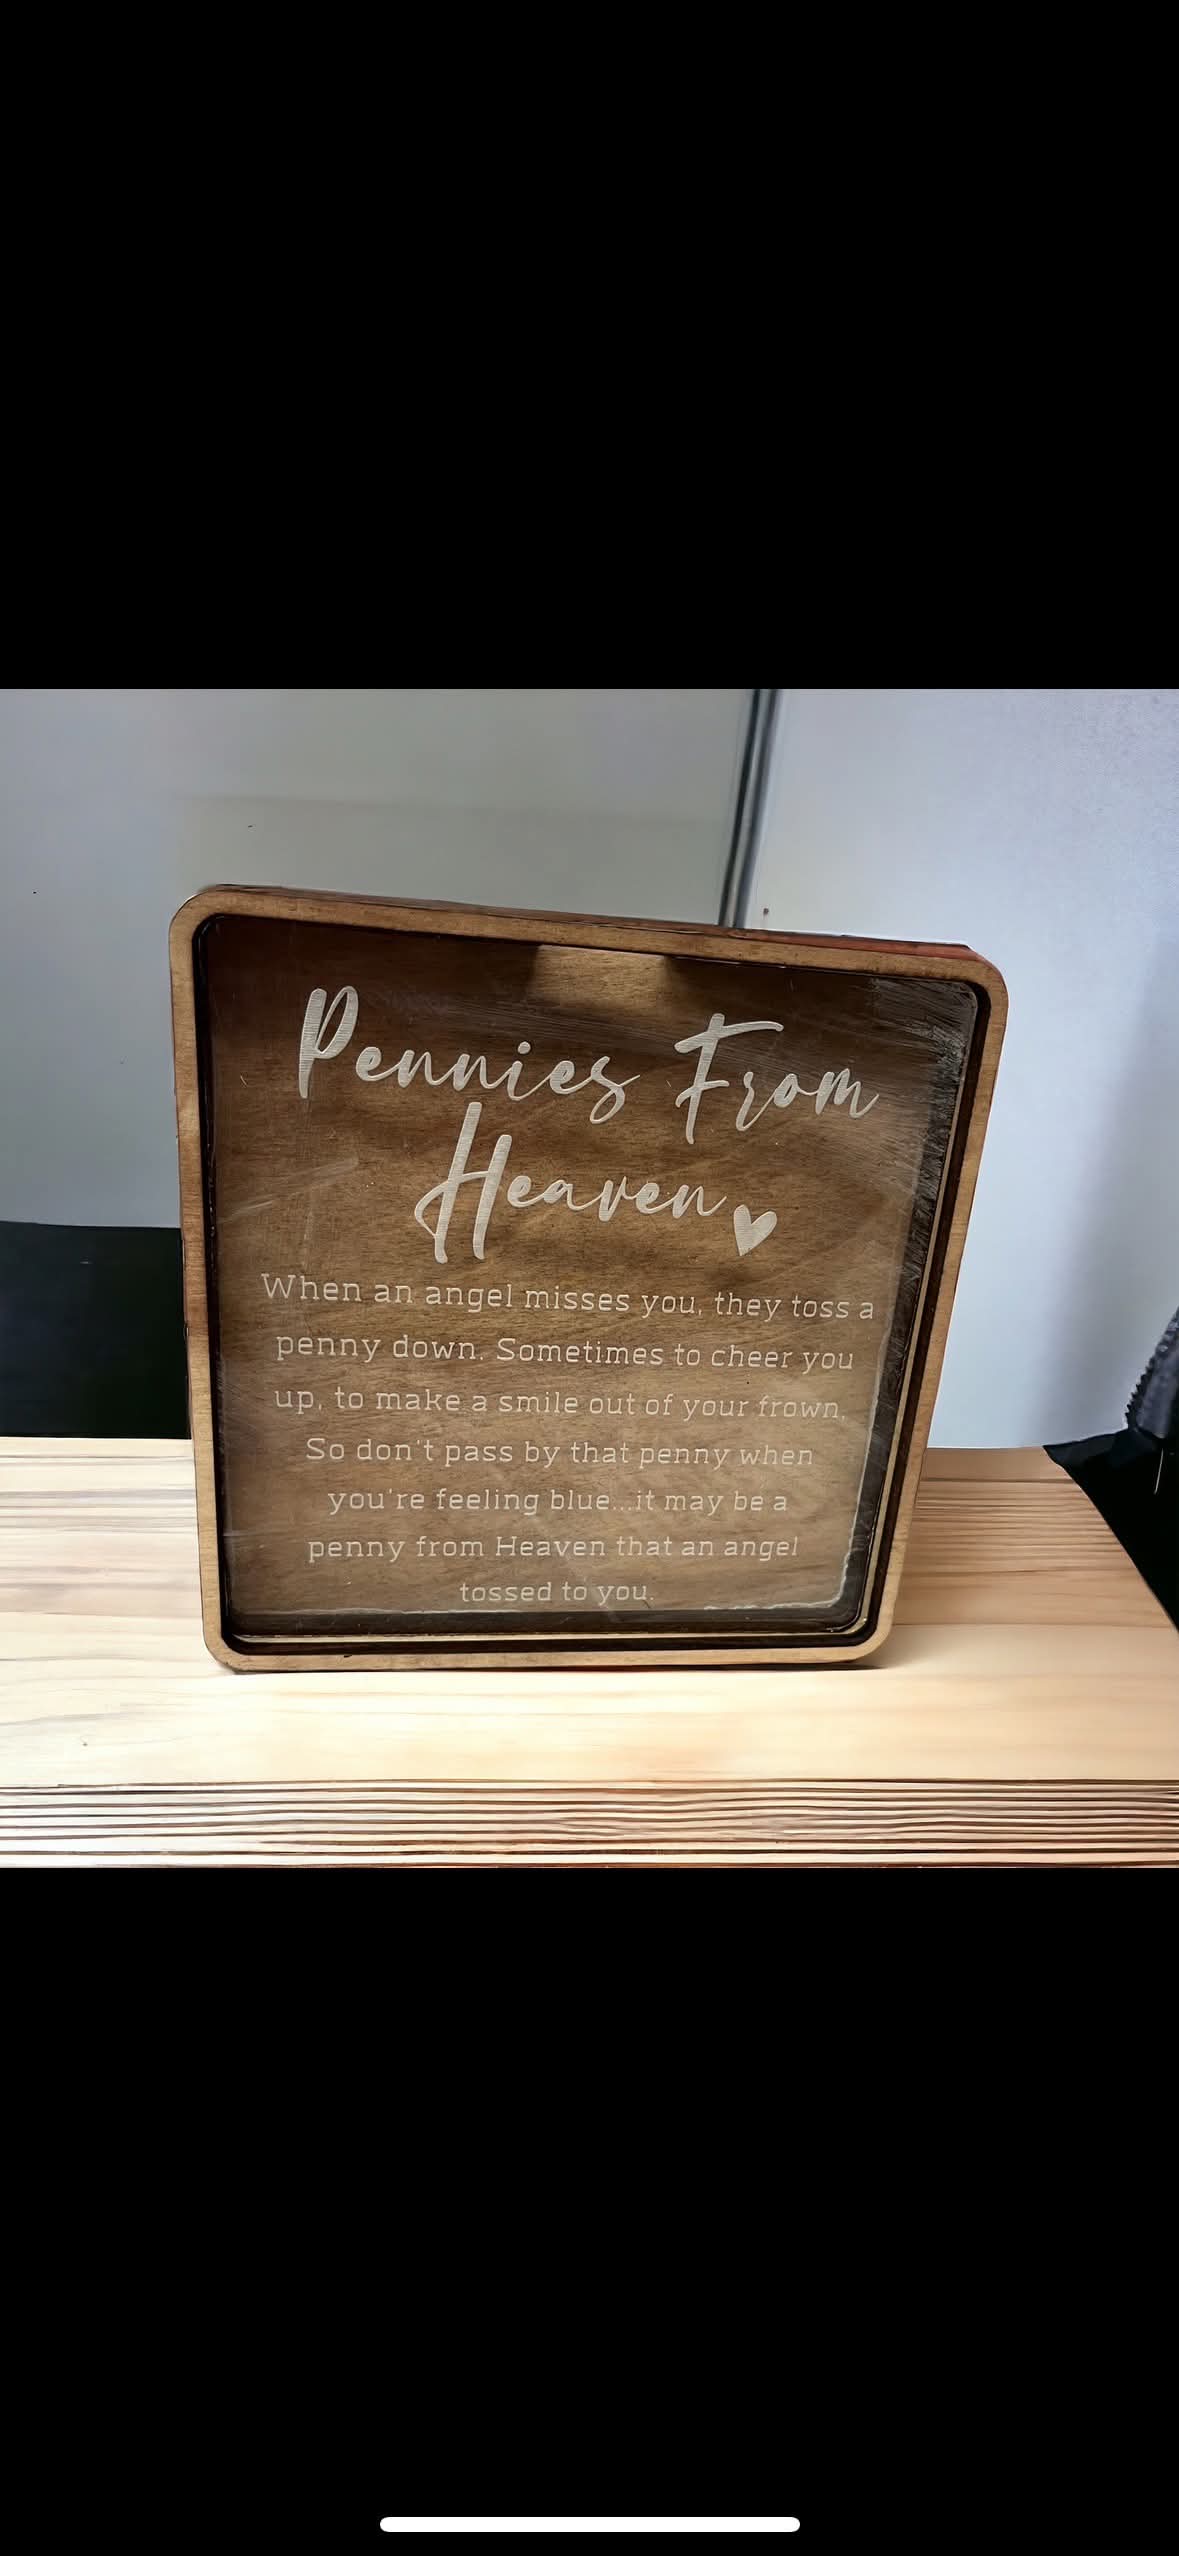 Pennies From
Heaven
When an angel misses you, they toss a
penny down. Sometimes to cheer you
up, to make a smile out of your frown,
So don't pass by that penny when
you're feeling blue...it may be a
penny from Heaven that an angel
tossed to you.